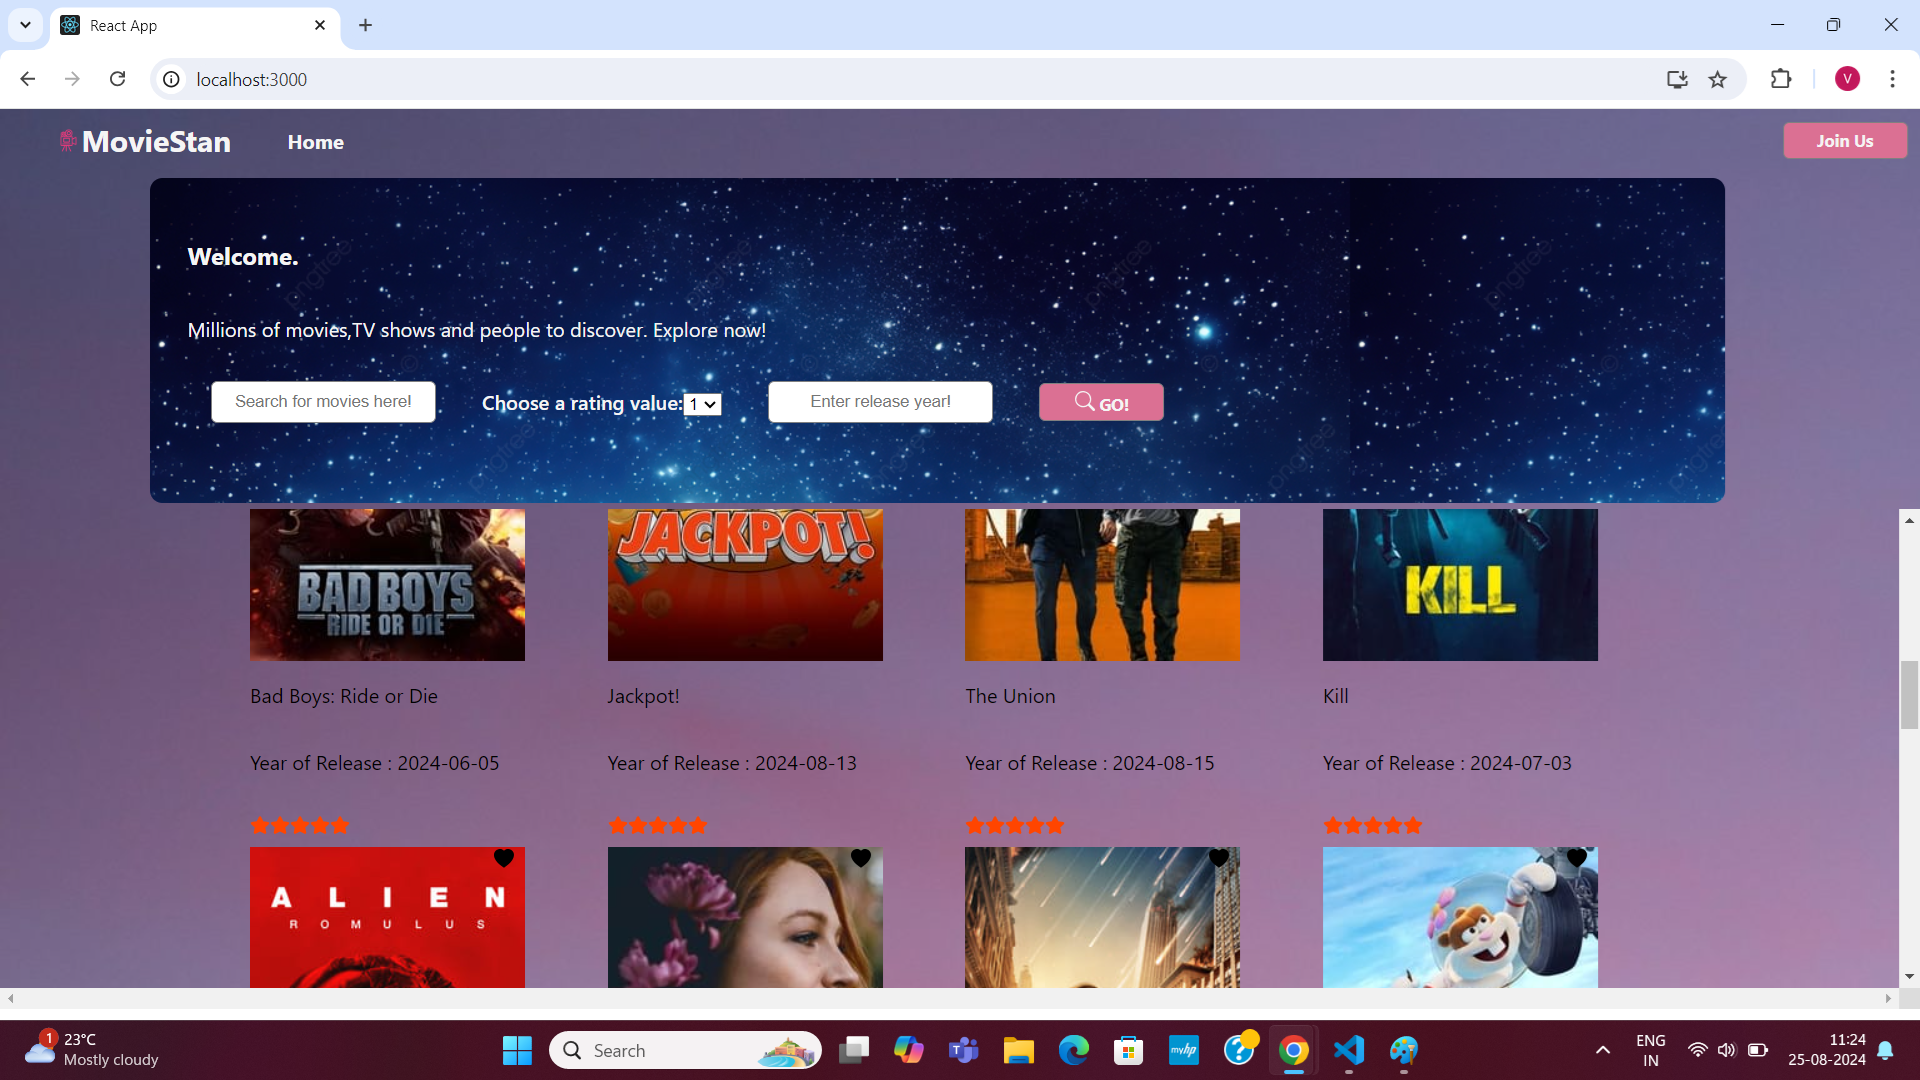 React App
localhost:3000
V
MovieStan
Home
Join Us
Welcome.
Millions of movies,TV shows and people to discover. Explore now!
Search for movies here!
Choose a rating value:
1
Enter release year!
GO!
pngtree
BAD BOYS
RIDE OR DIE
JACKPOT!
KILL
Bad Boys: Ride or Die
Jackpot!
The Union
Kill
Year of Release : 2024-06-05
Year of Release : 2024-08-13
Year of Release : 2024-08-15
Year of Release : 2024-07-03
ALIEN
ROMULUS
1
23°C
Mostly cloudy
Search
myhp
ENG
IN
11:24
25-08-2024